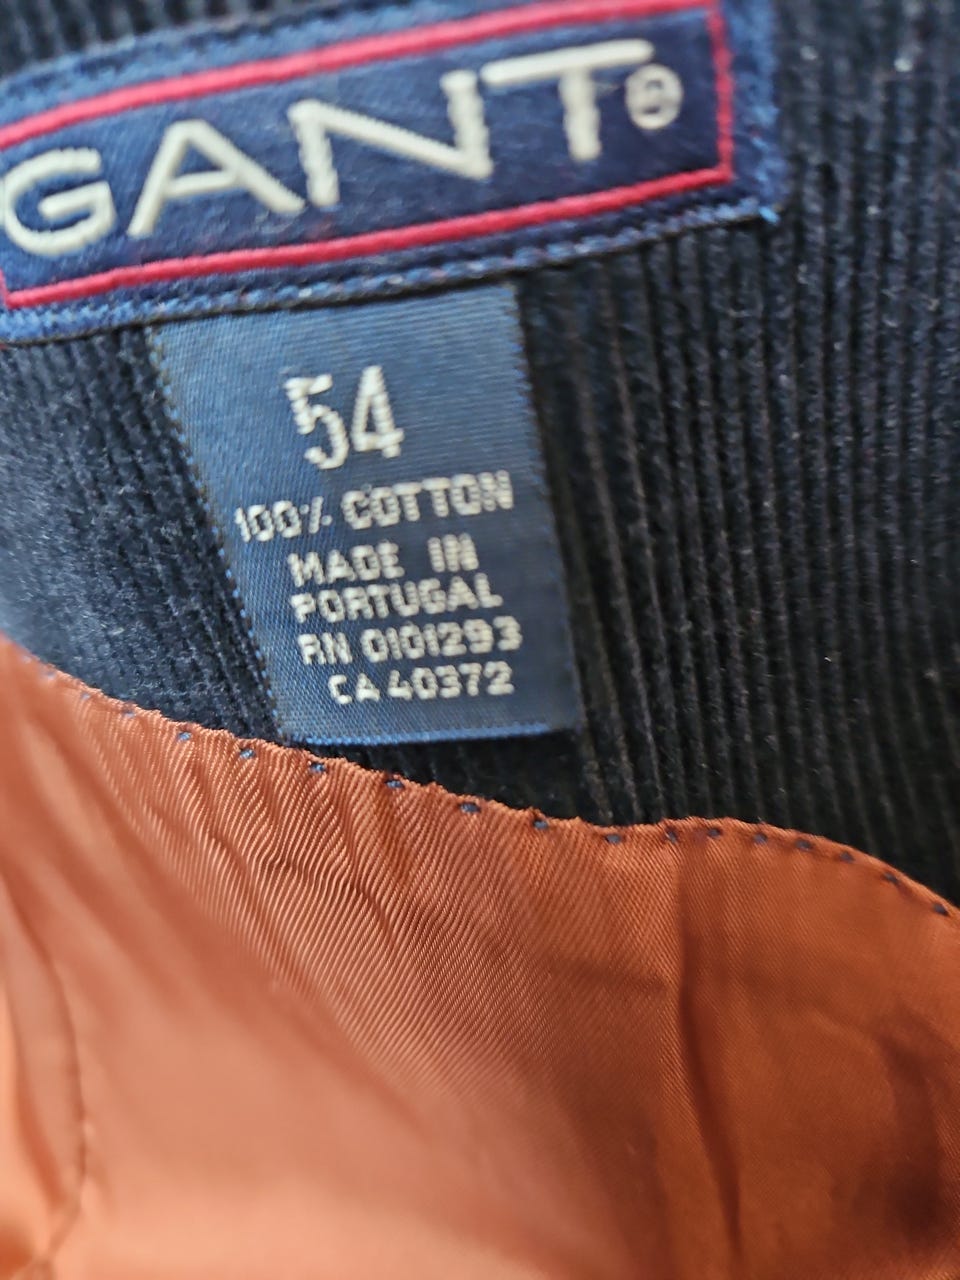 GANT®
54
100% COTTON
MADE IN
PORTUGAL
RN 0101293
CA 40372